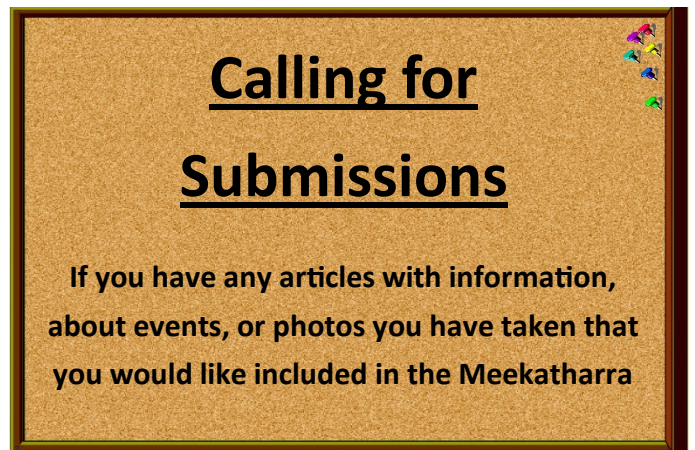 Calling for
Submissions
If you have any articles with information,
about events, or photos you have taken that
you would like included in the Meekatharra